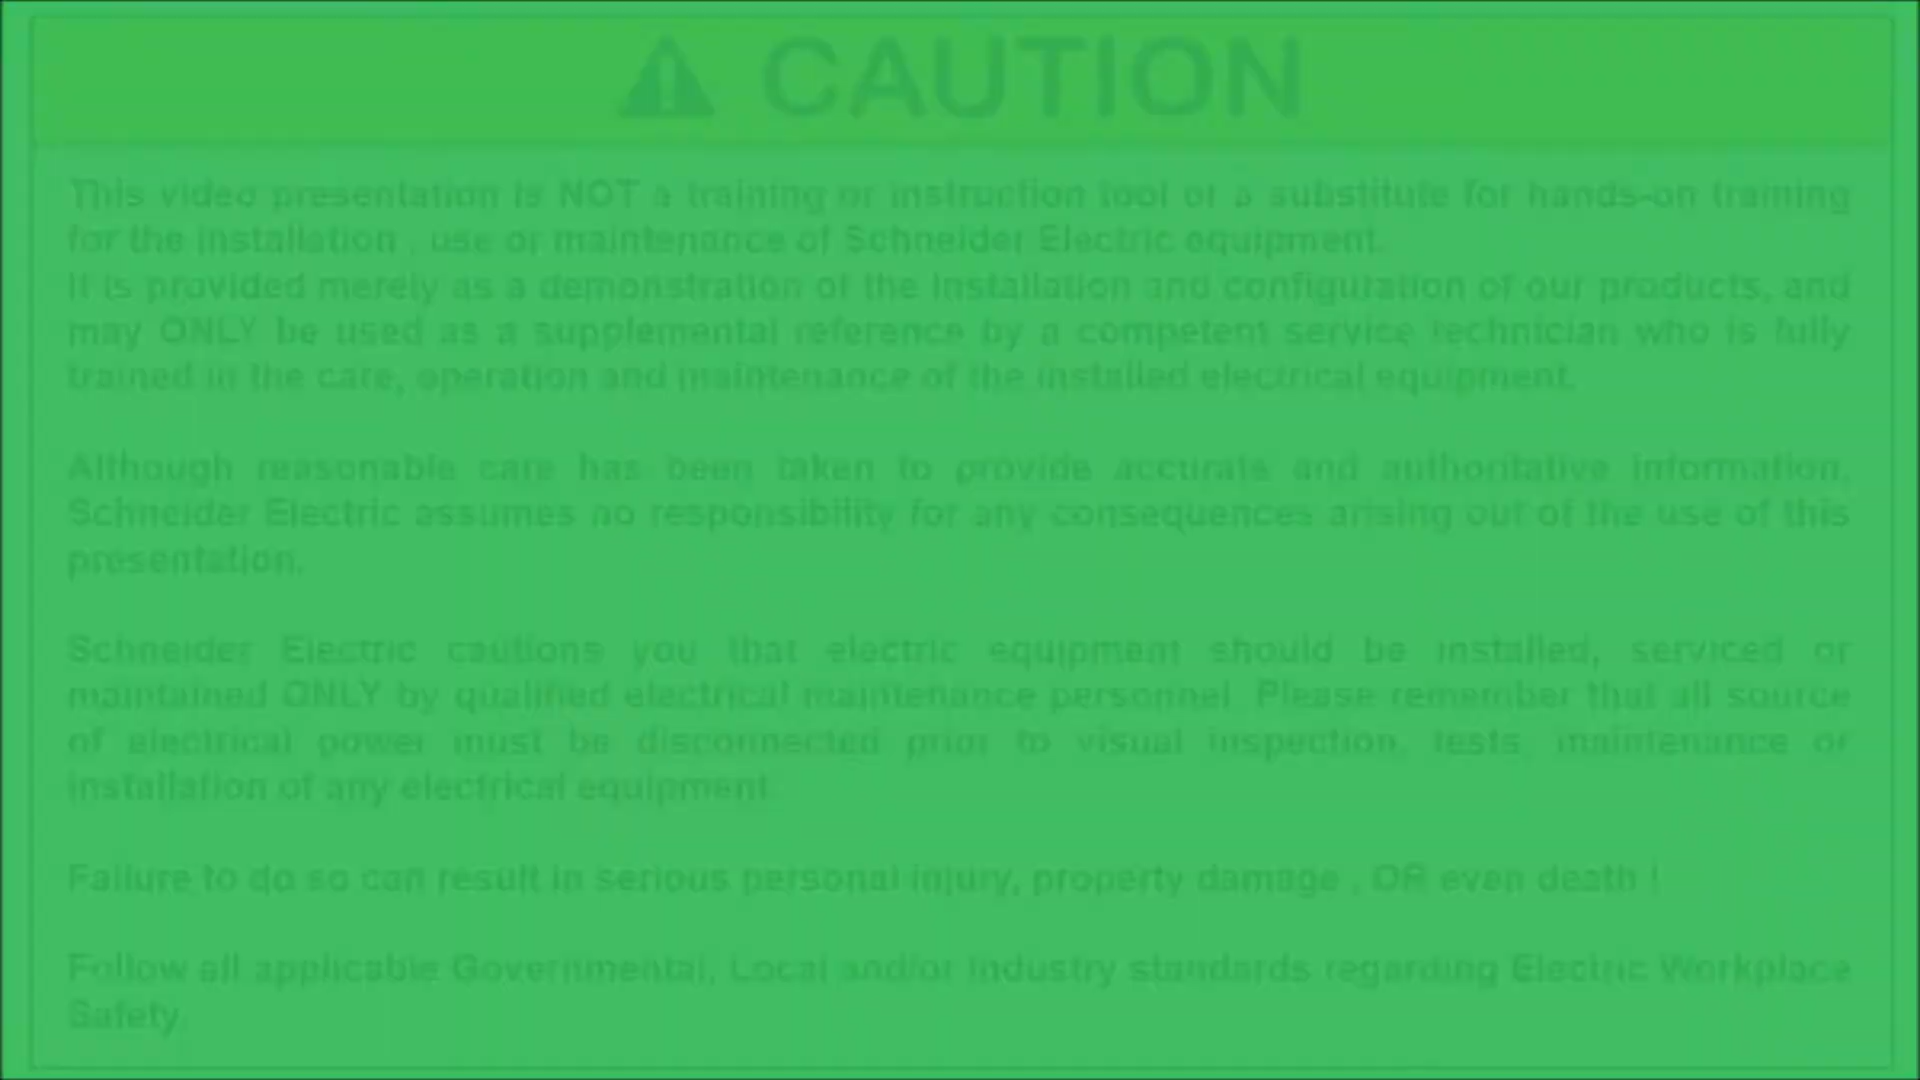 CAUTION
This video presentation is NOT a training or instruction tool or a substitute for hands-on training
for the installation , use or maintenance of Schneider Electric equipment.
It is provided merely as a demonstration of the installation and configuration of our products, and
may ONLY be used as a supplemental reference by a competent service technician who is fully
trained in the care, operation and maintenance of the installed electrical equipment.
Although reasonable care has been taken to provide accurate and authoritative information,
Schneider Electric assumes no responsibility for any consequences arising out of the use of this
presentation.
Schneider Electric cautions you that electric equipment should be installed, serviced or
maintained ONLY by qualified electrical maintenance personnel. Please remember that all source
of electrical power must be disconnected prior to visual inspection, tests, maintenance or
installation of any electrical equipment.
Failure to do so can result in serious personal injury, property damage , OR even death !
Follow all applicable Governmental, Local and/or Industry standards regarding Electric Workplace
Safety.